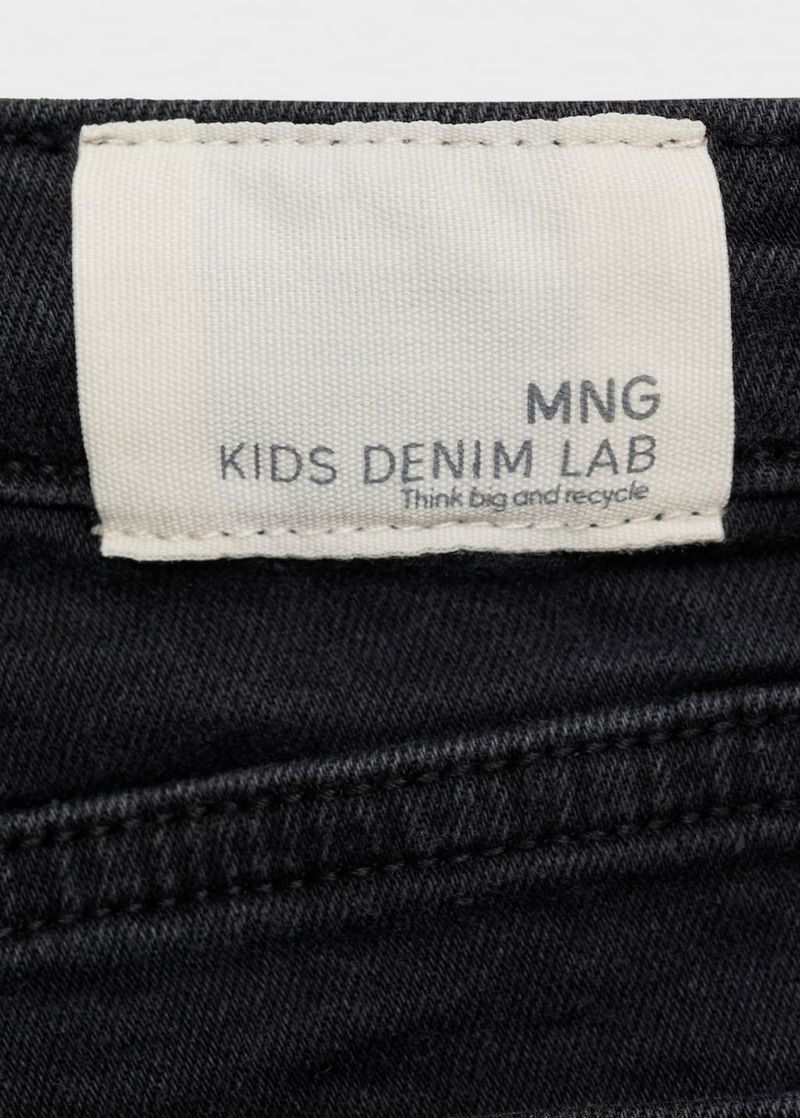 MNG
KIDS DENIM LAB
Think big and recycle